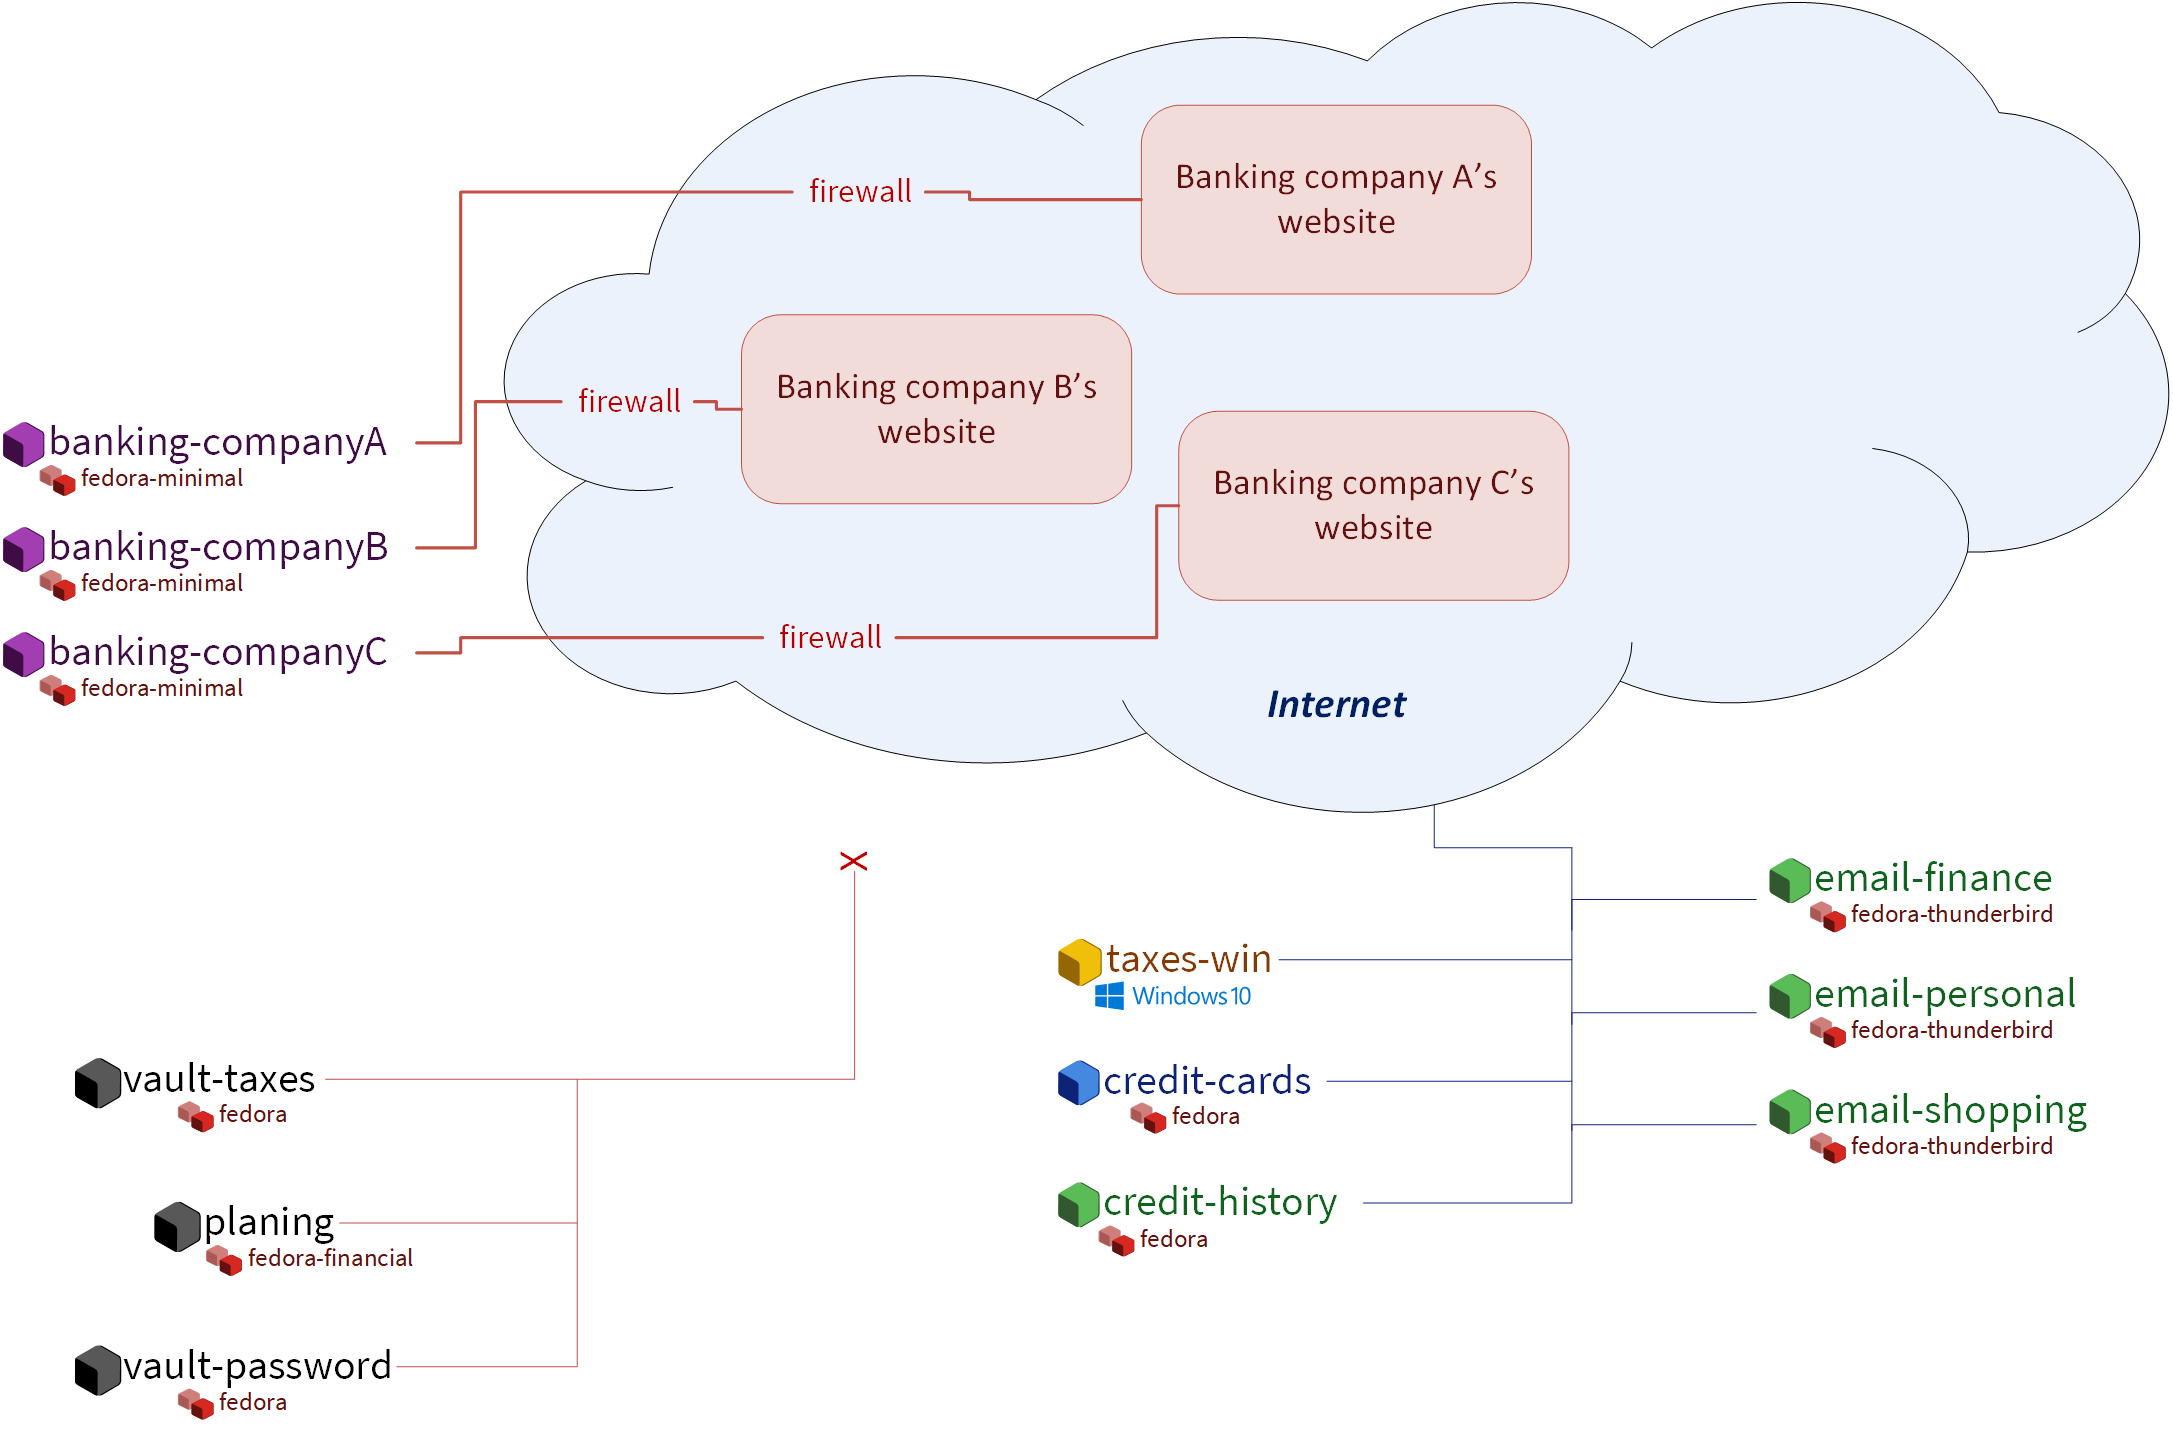 firewall
Banking company A’s
website
firewall
Banking company B’s
website
banking-companyA
fedora-minimal
banking-companyB
fedora-minimal
Banking company C’s
website
banking-companyC
fedora-minimal
firewall
Internet
X
vault-taxes
fedora
planing
fedora-financial
vault-password
fedora
taxes-win
Windows10
credit-cards
fedora
credit-history
fedora
email-finance
fedora-thunderbird
email-personal
fedora-thunderbird
email-shopping
fedora-thunderbird